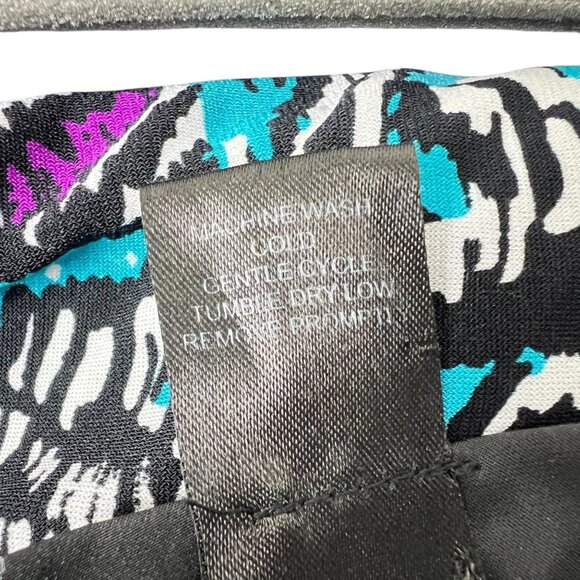 MACHINE WASH
COLD
GENTLE CYCLE
TUMBLE DRY LOW
REMOVE PROMPTLY